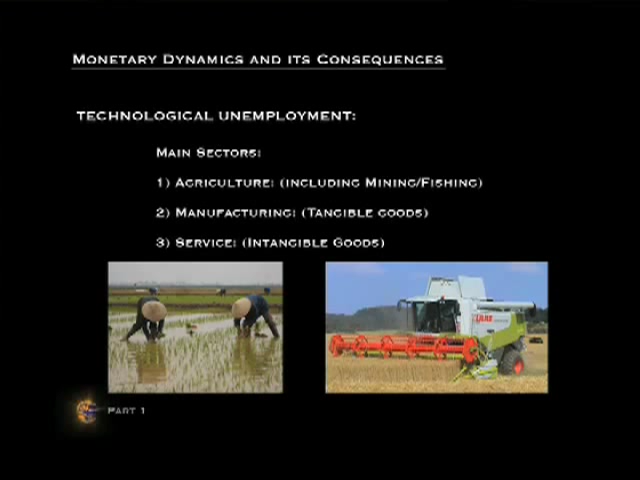 Monetary Dynamics and its Consequences
TECHNOLOGICAL UNEMPLOYMENT:
Main Sectors:
1) Agriculture: (including Mining/Fishing)
2) Manufacturing: (Tangible goods)
3) Service: (Intangible Goods)
CLAAS
Part 1